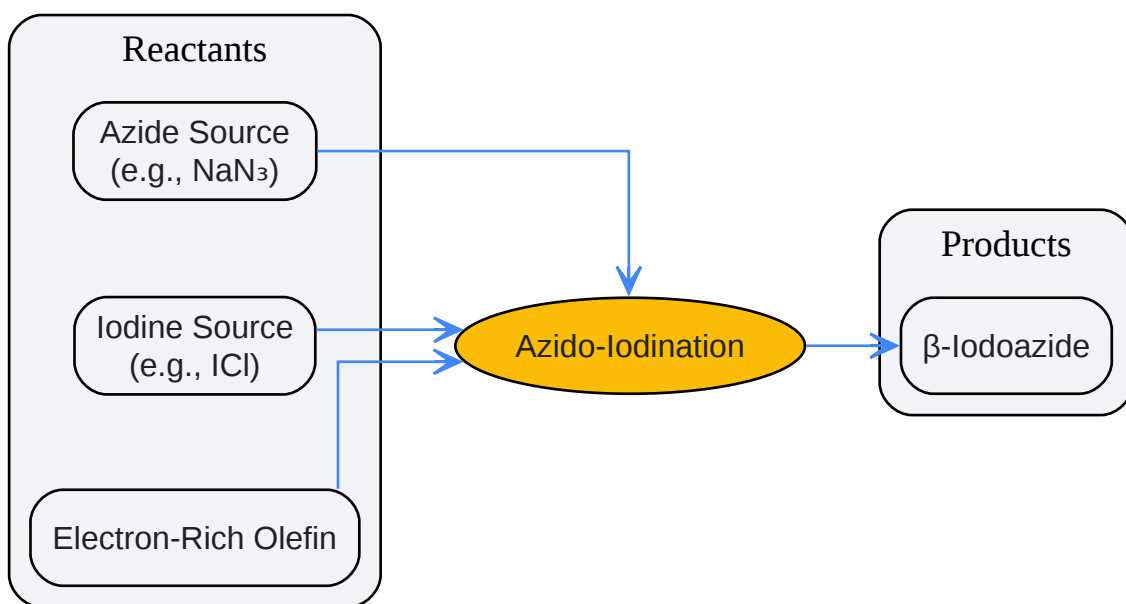 Reactants
Azide Source
(e.g., NaN₃)
Iodine Source
(e.g., ICl)
Electron-Rich Olefin
Azido-Iodination
Products
β-Iodoazide